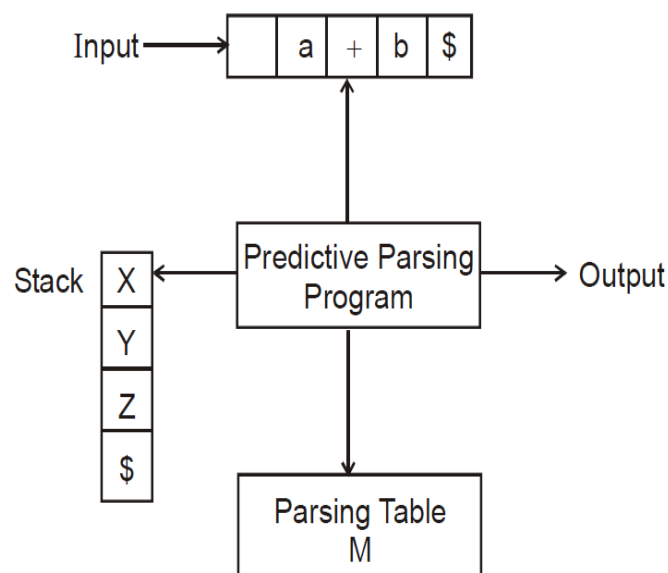 Input
a + b $
Predictive Parsing
Program
Stack
X
Y
Z
$
Output
Parsing Table
M